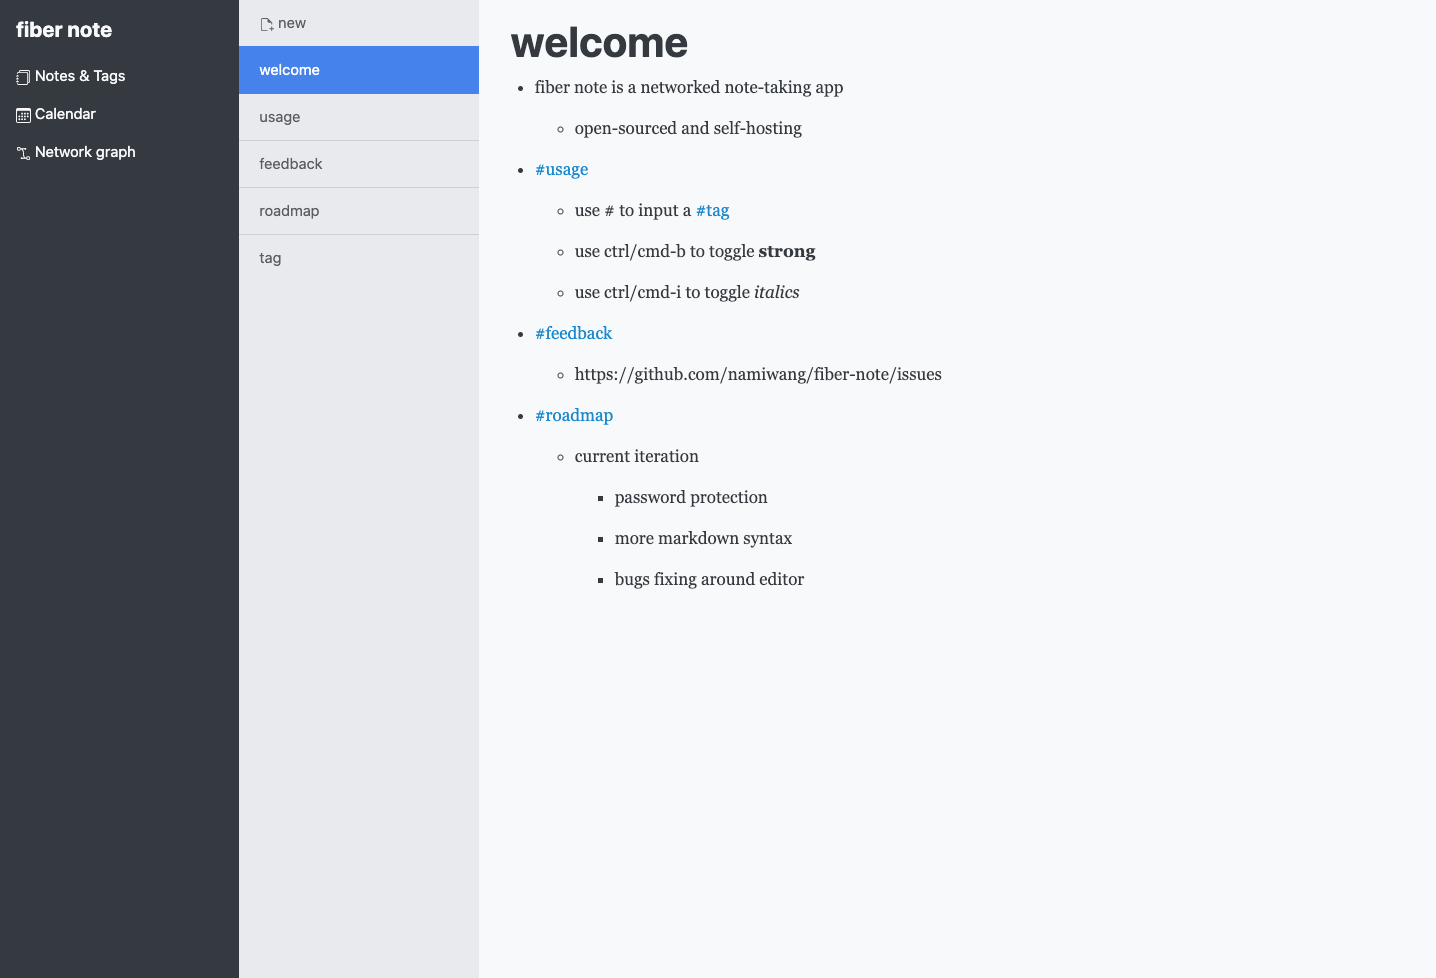 fiber note
Notes & Tags
Calendar
Network graph
new
welcome
usage
feedback
roadmap
tag
welcome
fiber note is a networked note-taking app
open-sourced and self-hosting
#usage
use # to input a #tag
use ctrl/cmd-b to toggle strong
use ctrl/cmd-i to toggle italics
#feedback
https://github.com/namiwang/fiber-note/issues
#roadmap
current iteration
password protection
more markdown syntax
bugs fixing around editor